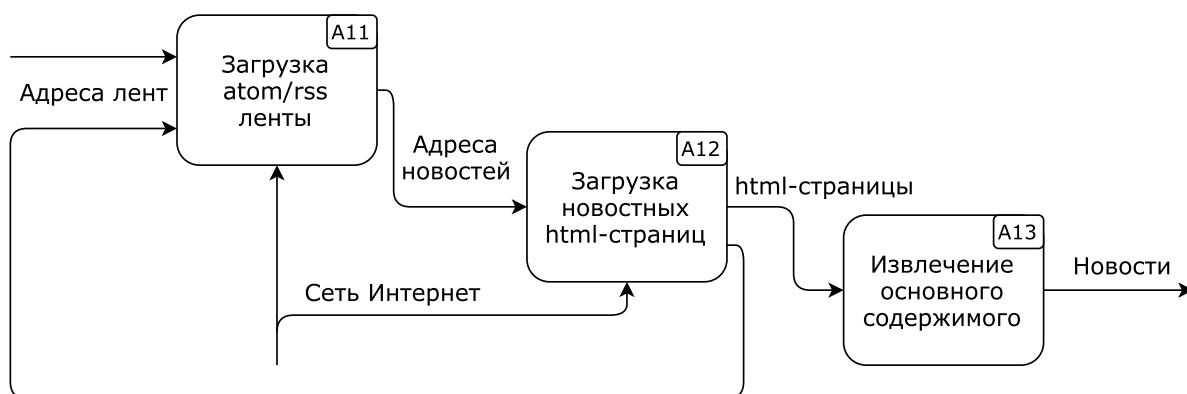 A11
Загрузка
atom/rss
ленты
Адреса лент
Адреса
новостей
A12
Загрузка
новостных
html-страниц
html-страницы
A13
Извлечение
основного
содержимого
Новости
Сеть Интернет